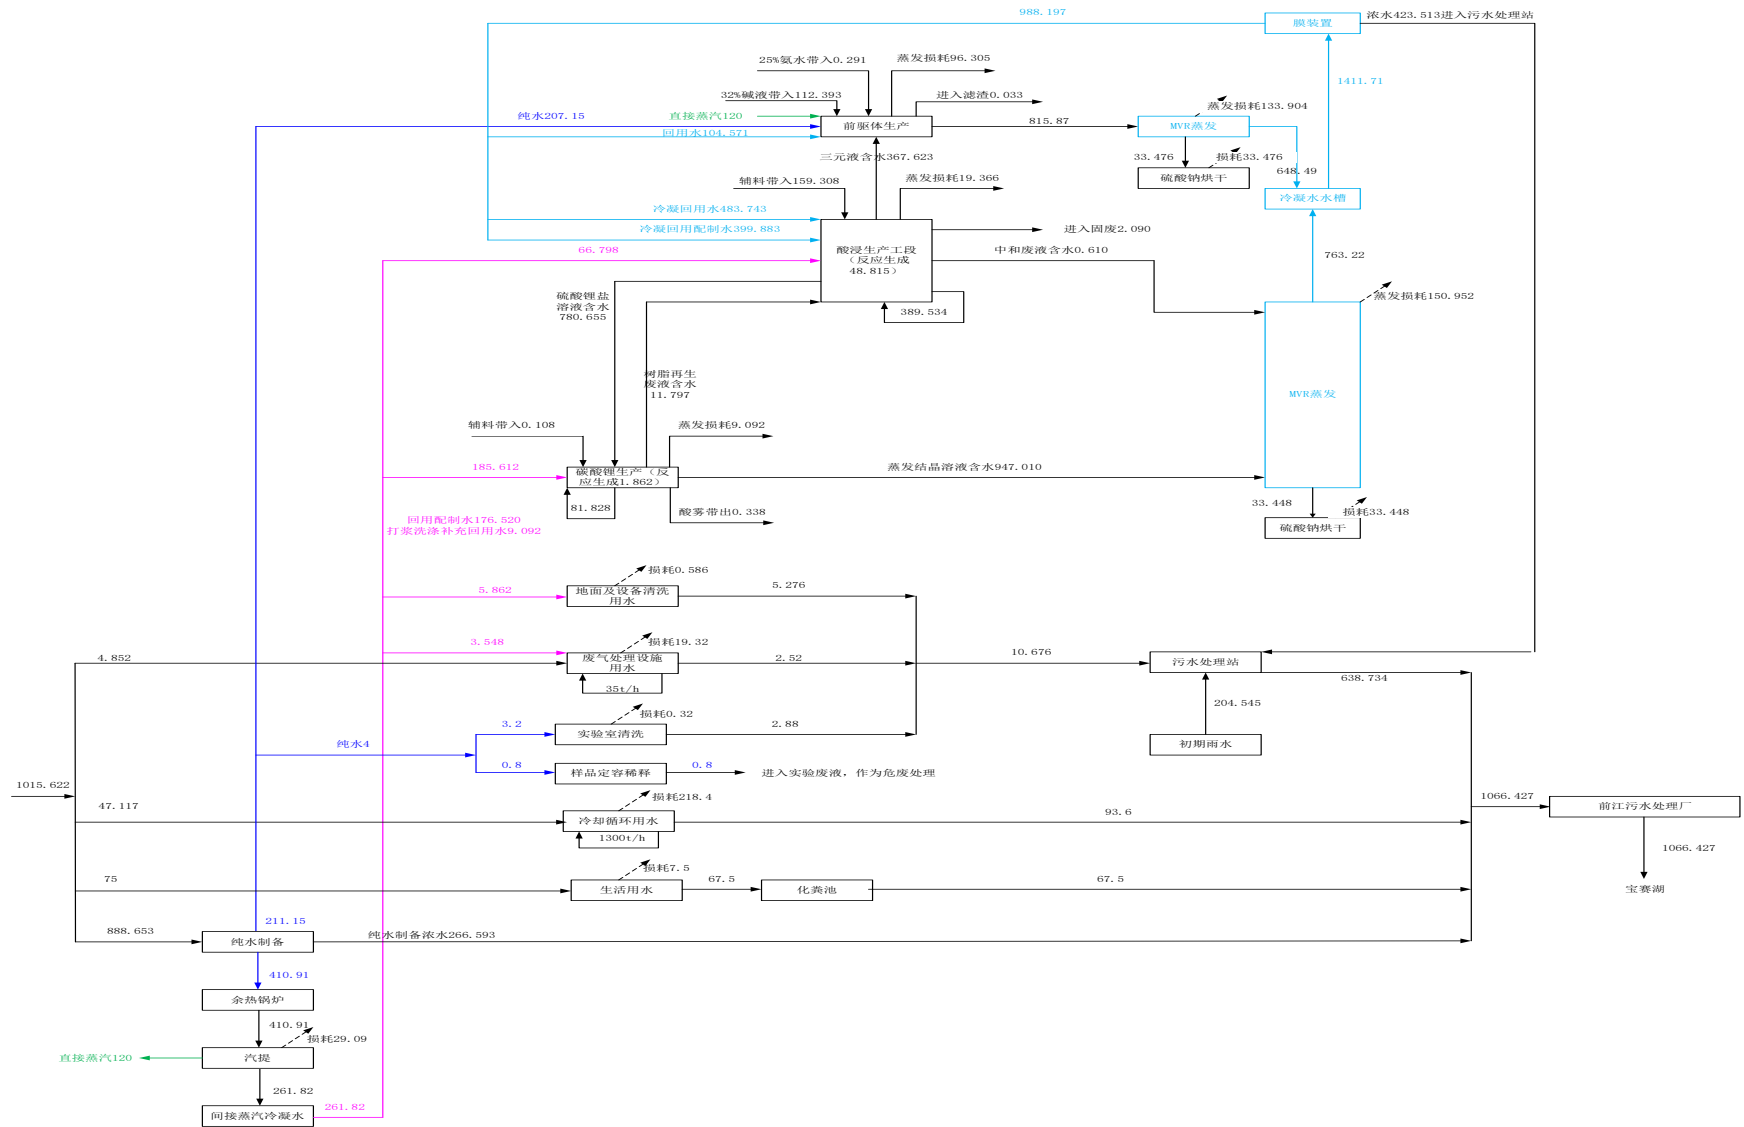 988.197
膜装置
浓水423.513进入污水处理站
25%氨水带入0.291
蒸发损耗96.305
1411.71
32%碱液带入112.393
进入滤渣0.033
蒸发损耗133.904
纯水207.15
直接蒸汽120
前驱体生产
815.87
MVR蒸发
回用水104.571
三元液含水367.623
33.476
损耗33.476
648.49
辅料带入159.308
蒸发损耗19.366
硫酸钠烘干
冷凝水水槽
冷凝回用水483.743
冷凝回用配制水399.883
进入固废2.090
66.798
酸浸生产工段
（反应生成
48.815）
中和废液含水0.610
763.22
硫酸锂盐
溶液含水
780.655
389.534
蒸发损耗150.952
树脂再生
废液含水
11.797
MVR蒸发
辅料带入0.108
蒸发损耗9.092
185.612
碳酸锂生产（反
应生成1.862）
蒸发结晶溶液含水947.010
81.828
酸雾带出0.338
33.448
损耗33.448
硫酸钠烘干
回用配制水176.520
打浆洗涤补充回用水9.092
损耗0.586
5.862
地面及设备清洗
用水
5.276
3.548
损耗19.32
4.852
废气处理设施
用水
2.52
10.676
污水处理站
638.734
35t/h
204.545
损耗0.32
3.2
实验室清洗
2.88
初期雨水
纯水4
0.8
样品定容稀释
0.8
进入实验废液，作为危废处理
1015.622
47.117
损耗218.4
冷却循环用水
93.6
1066.427
前江污水处理厂
1300t/h
1066.427
宝赛湖
75
损耗7.5
生活用水
67.5
化粪池
67.5
211.15
888.653
纯水制备
纯水制备浓水266.593
410.91
余热锅炉
410.91
损耗29.09
直接蒸汽120
汽提
261.82
间接蒸汽冷凝水
261.82